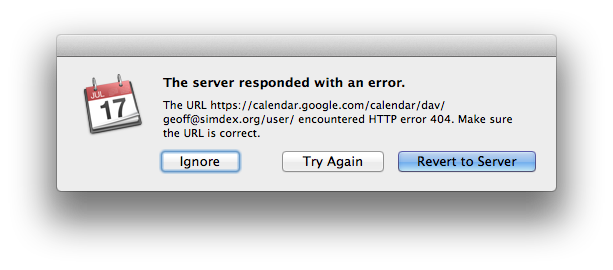 JUL
17
The server responded with an error.
The URL https://calendar.google.com/calendar/dav/
geoff@simdex.org/user/ encountered HTTP error 404. Make sure
the URL is correct.
Ignore
Try Again
Revert to Server